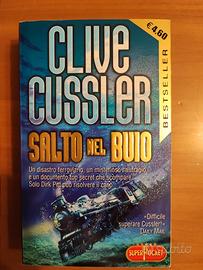 €4,60
CLIVE
CUSSLER
BESTSELLER
SALTO NEL BUIO
Un disastro ferroviario, un misterioso naufragio
e un documento top secret che scompare.
Solo Dirk Pitt può risolvere il caso
«Difficile
superare Cussler!»
DAILY MAIL
SUPER POCKET
subito